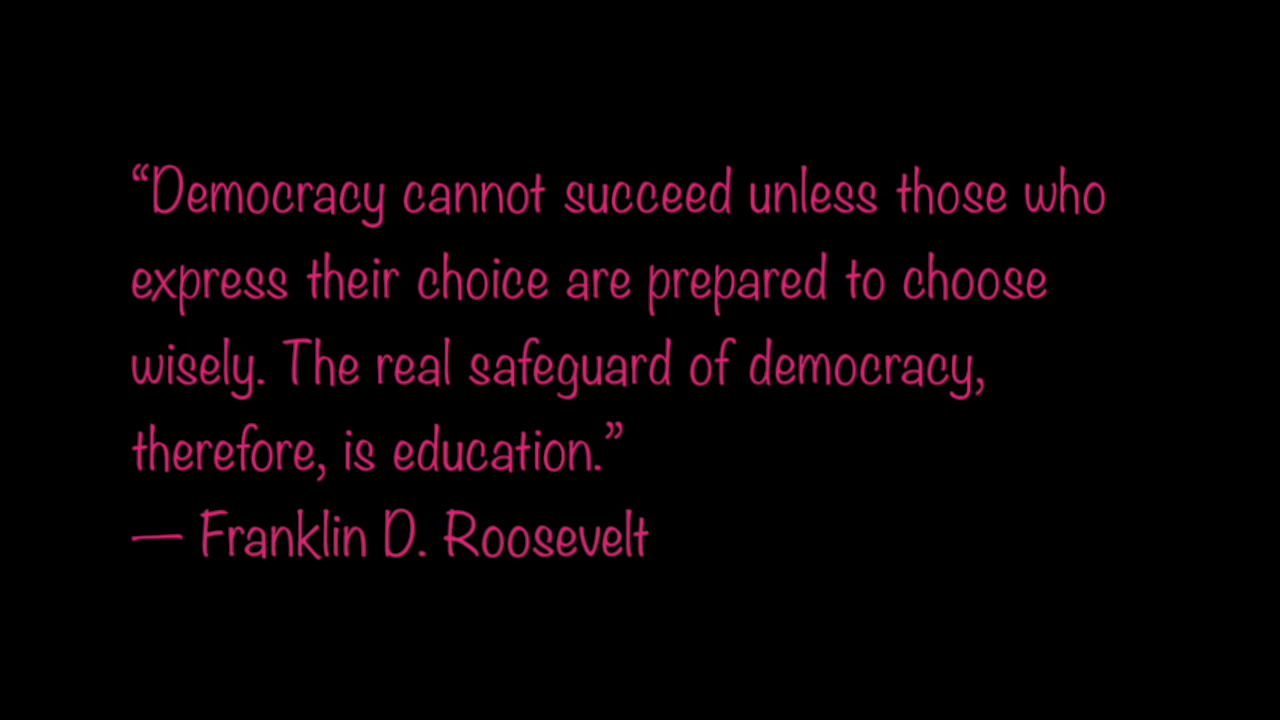 “Democracy cannot succeed unless those who
express their choice are prepared to choose
wisely. The real safeguard of democracy,
therefore, is education.”
— Franklin D. Roosevelt